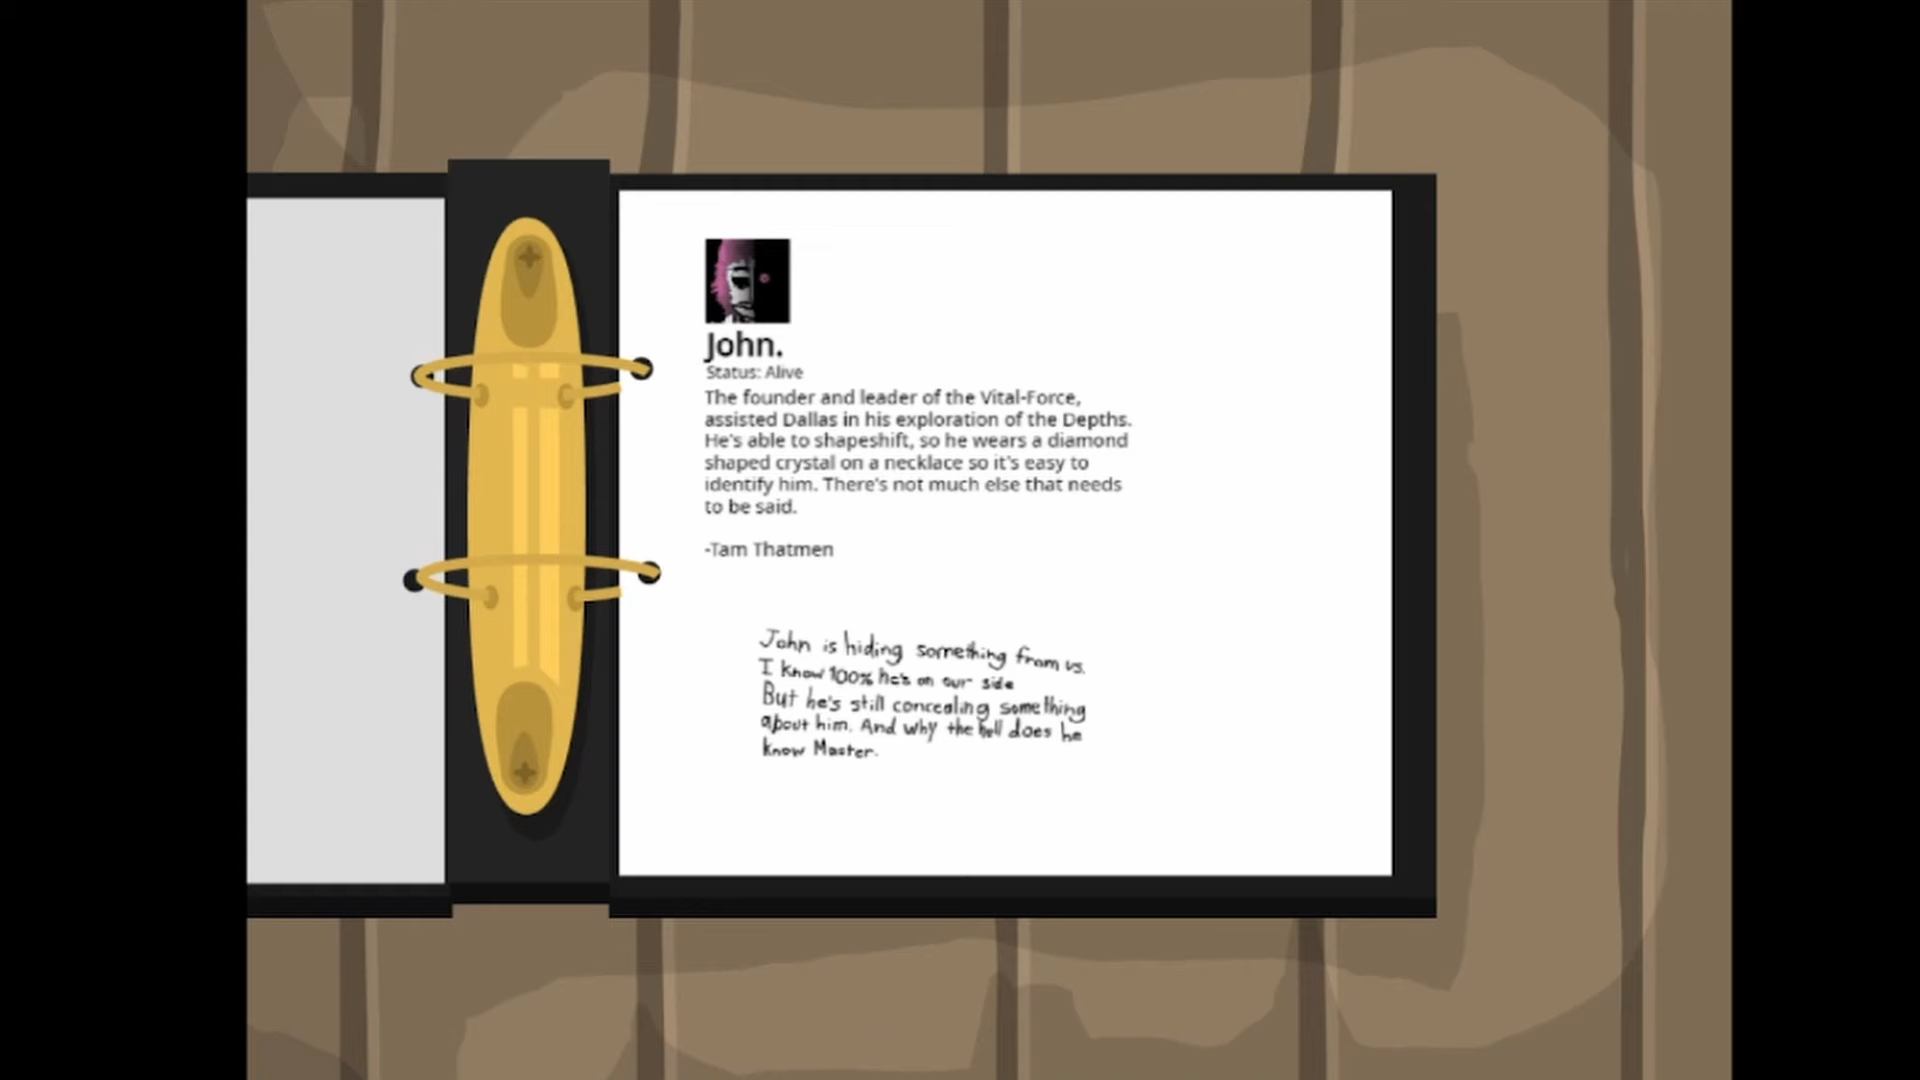 John.
Status: Alive
The founder and leader of the Vital-Force,
assisted Dallas in his exploration of the Depths.
He's able to shapeshift, so he wears a diamond
shaped crystal on a necklace so it's easy to
identify him. There's not much else that needs
to be said.
-Tam Thatmen
John is hiding something from us.
I know 100% he's on our side
But he's still concealing something
about him. And why the hell does he
know Master.